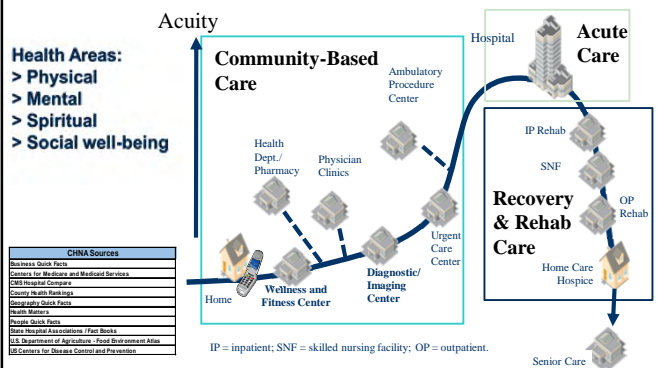 Acuity
Health Areas:
> Physical
> Mental
> Spiritual
> Social well-being
Community-Based
Care
Ambulatory
Procedure
Center
Health
Dept./
Pharmacy
Physician
Clinics
Urgent
Care
Center
Home
Wellness and
Fitness Center
Diagnostic/
Imaging
Center
Hospital
Acute
Care
IP Rehab
SNF
OP
Rehab
Recovery
& Rehab
Care
Home Care
Hospice
Senior Care
CHNA Sources
Business Quick Facts
Centers for Medicare and Medicaid Services
CMS Hospital Compare
County Health Rankings
Geography Quick Facts
Health Matters
People Quick Facts
State Hospital Associations / Fact Books
U.S. Department of Agriculture - Food Environment Atlas
US Centers for Disease Control and Prevention
IP = inpatient; SNF = skilled nursing facility; OP = outpatient.